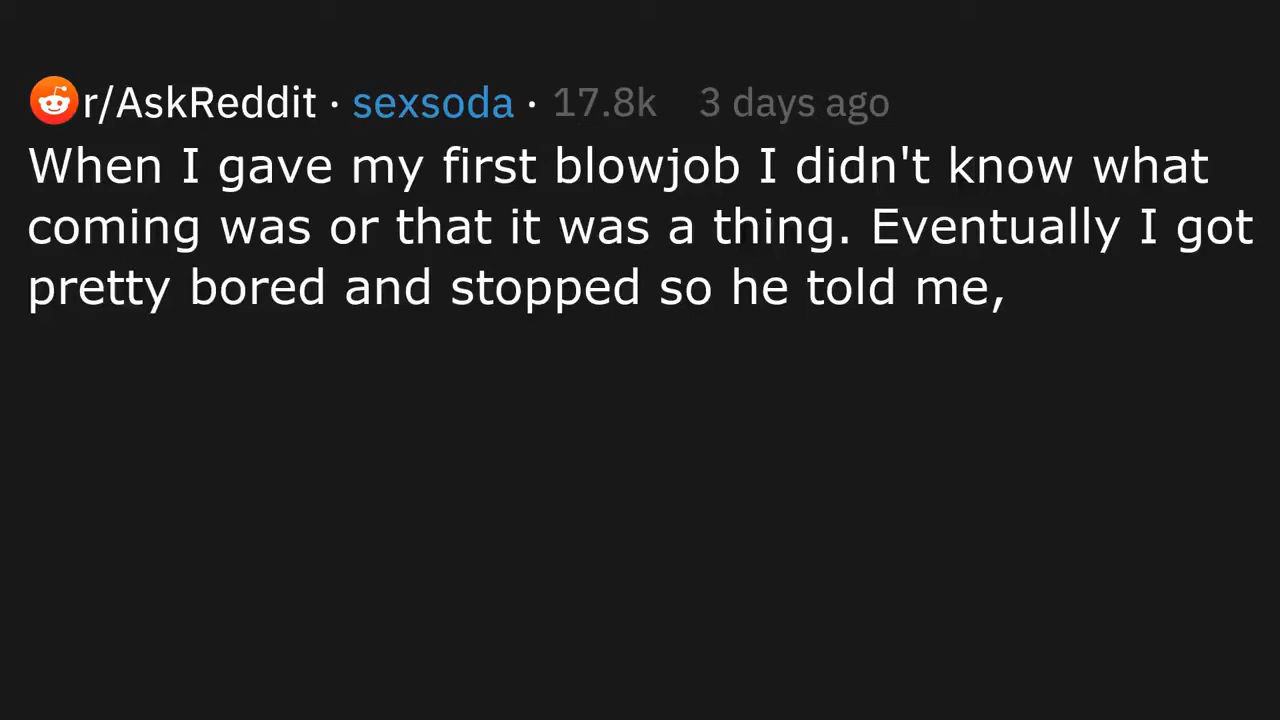 r/AskReddit · sexsoda · 17.8k 3 days ago
When I gave my first blowjob I didn't know what
coming was or that it was a thing. Eventually I got
pretty bored and stopped so he told me,